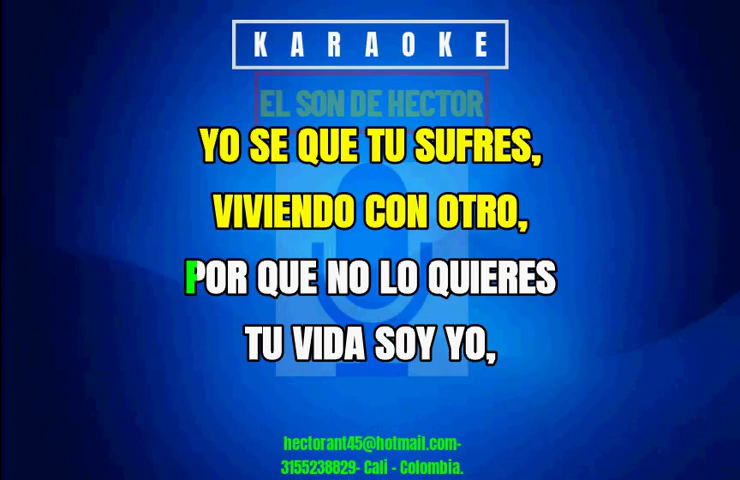 KARAOKE
EL SON DE HECTOR
YO SE QUE TU SUFRES,
VIVIENDO CON OTRO,
POR QUE NO LO QUIERES
TU VIDA SOY YO,
hectorant45@hotmail.com-
3155238829- Cali - Colombia.